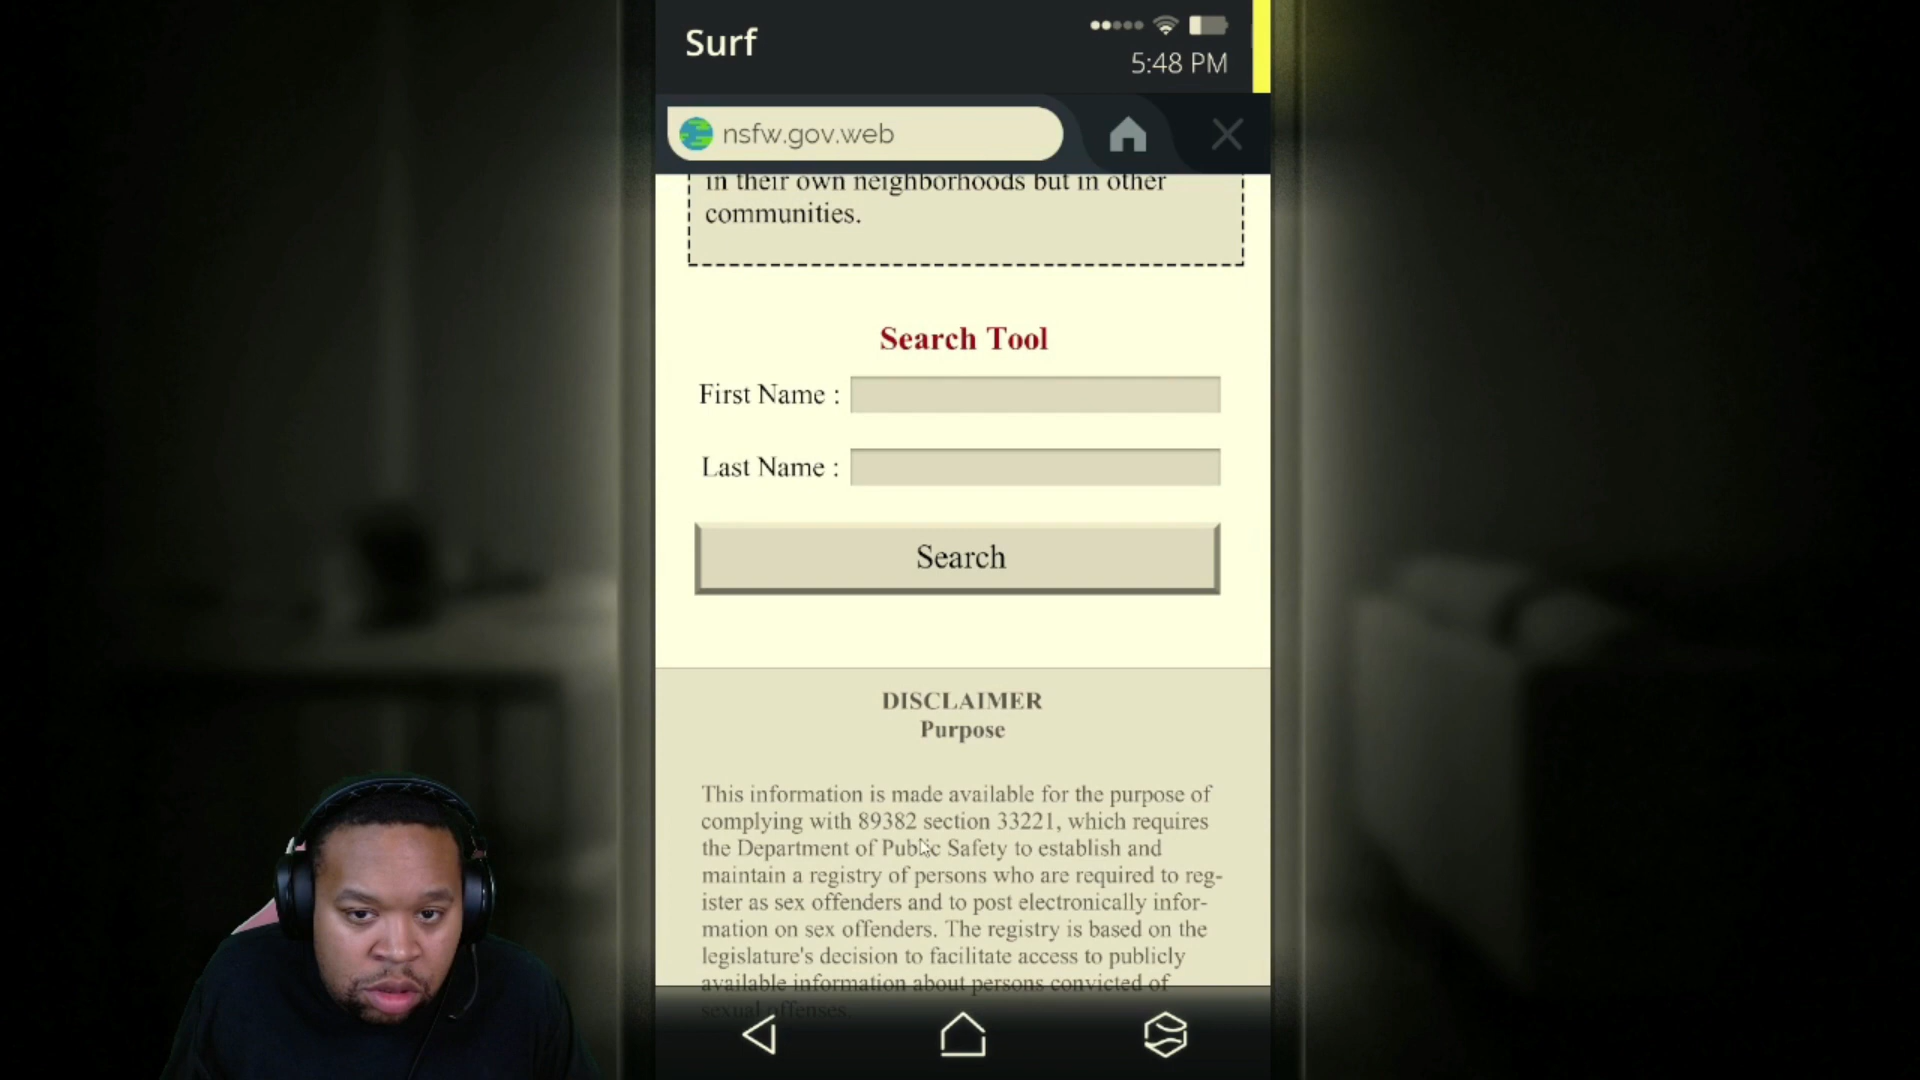 Surf
5:48 PM
nsfw.gov.web
in their own neighborhoods but in other
communities.
Search Tool
First Name :
Last Name :
Search
DISCLAIMER
Purpose
This information is made available for the purpose of
complying with 89382 section 33221, which requires
the Department of Public Safety to establish and
maintain a registry of persons who are required to reg-
ister as sex offenders and to post electronically infor-
mation on sex offenders. The registry is based on the
legislature's decision to facilitate access to publicly
available information about persons convicted of
sexual offenses.